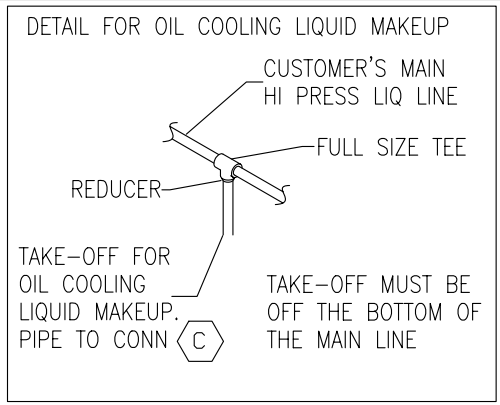 DETAIL FOR OIL COOLING LIQUID MAKEUP
CUSTOMER'S MAIN
HI PRESS LIQ LINE
FULL SIZE TEE
REDUCER
TAKE-OFF FOR
OIL COOLING
LIQUID MAKEUP.
PIPE TO CONN C
TAKE-OFF MUST BE
OFF THE BOTTOM OF
THE MAIN LINE